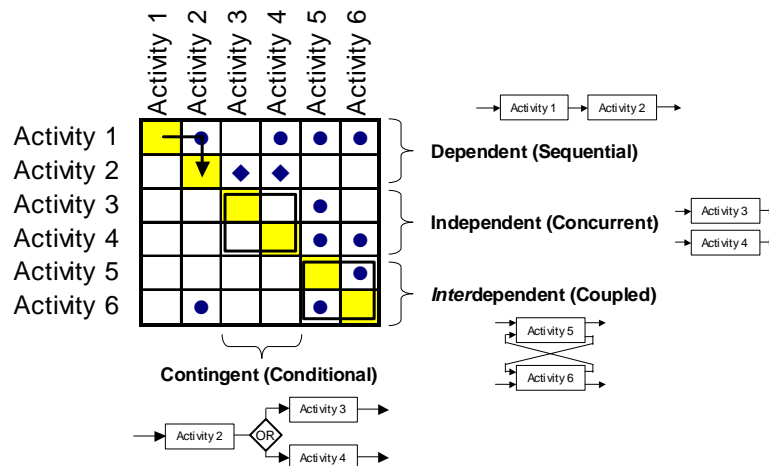 Activity 1
Activity 2
Activity 3
Activity 4
Activity 5
Activity 6
Activity 1
Activity 2
Activity 3
Activity 4
Activity 5
Activity 6
Activity 1
Activity 2
Dependent (Sequential)
Independent (Concurrent)
Activity 3
Activity 4
Interdependent (Coupled)
Activity 5
Activity 6
Contingent (Conditional)
Activity 2
OR
Activity 3
Activity 4